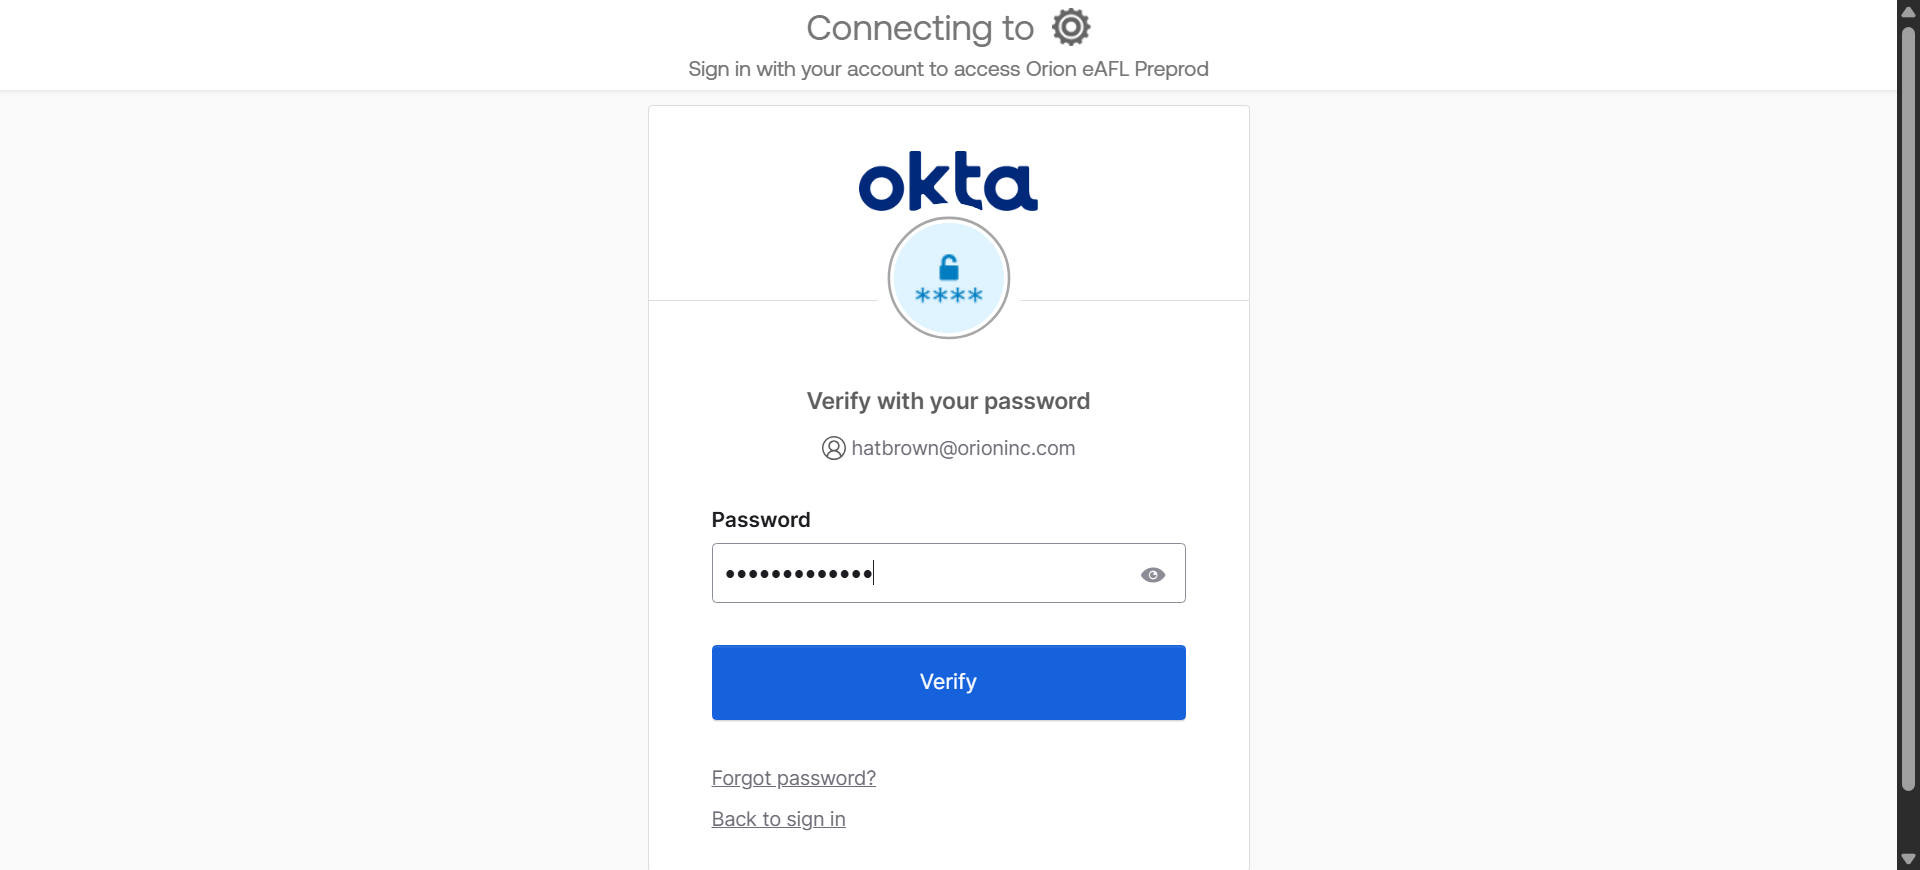 Connecting to
Sign in with your account to access Orion eAFL Preprod
okta
****
Verify with your password
hatbrown@orioninc.com
Password
•••••••••••••
Verify
Forgot password?
Back to sign in